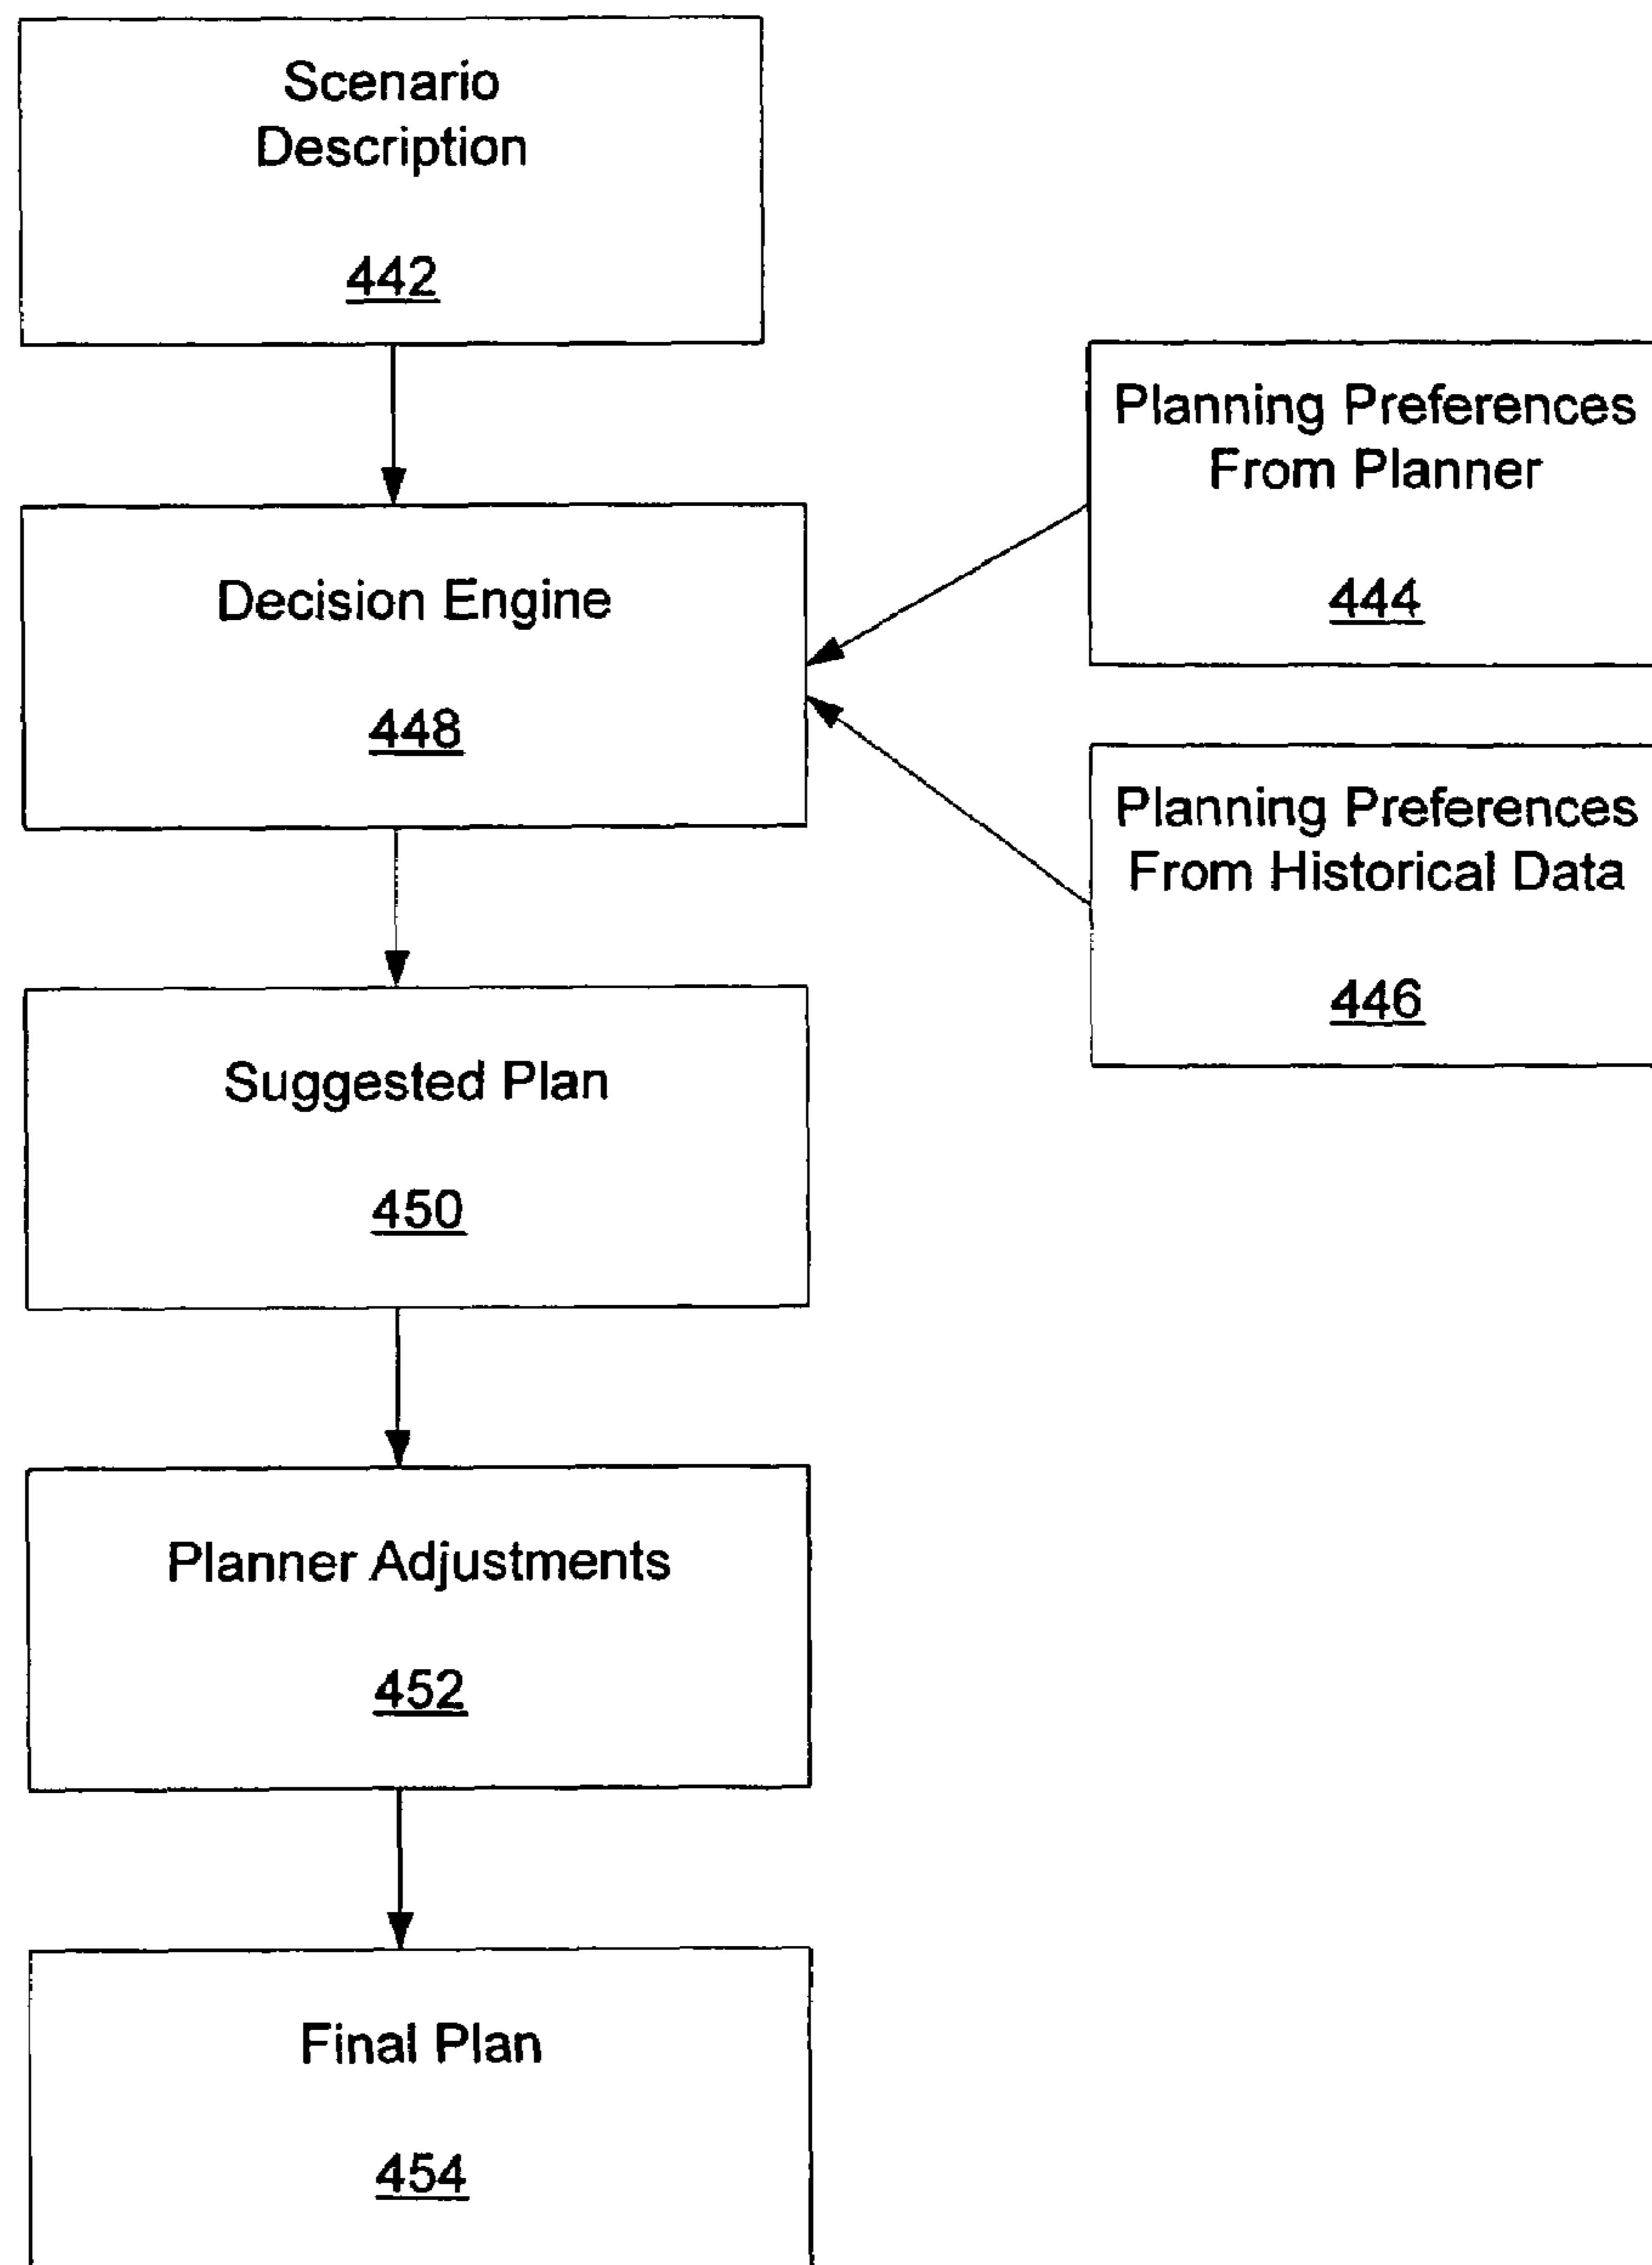 Scenario
Description
442
Planning Preferences
From Planner
444
Decision Engine
448
Planning Preferences
From Historical Data
446
Suggested Plan
450
Planner Adjustments
452
Final Plan
454